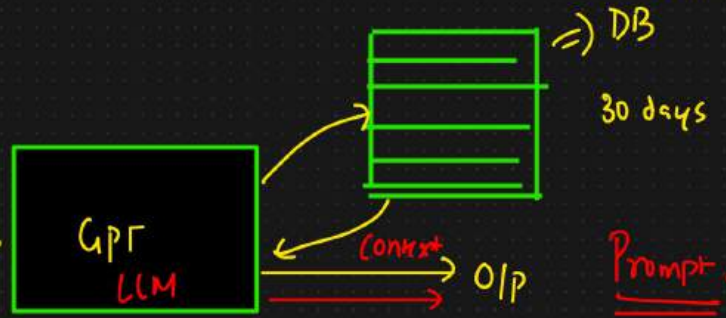 =) DB
30 days
GPT
LLM
Context
O/P
Prompt